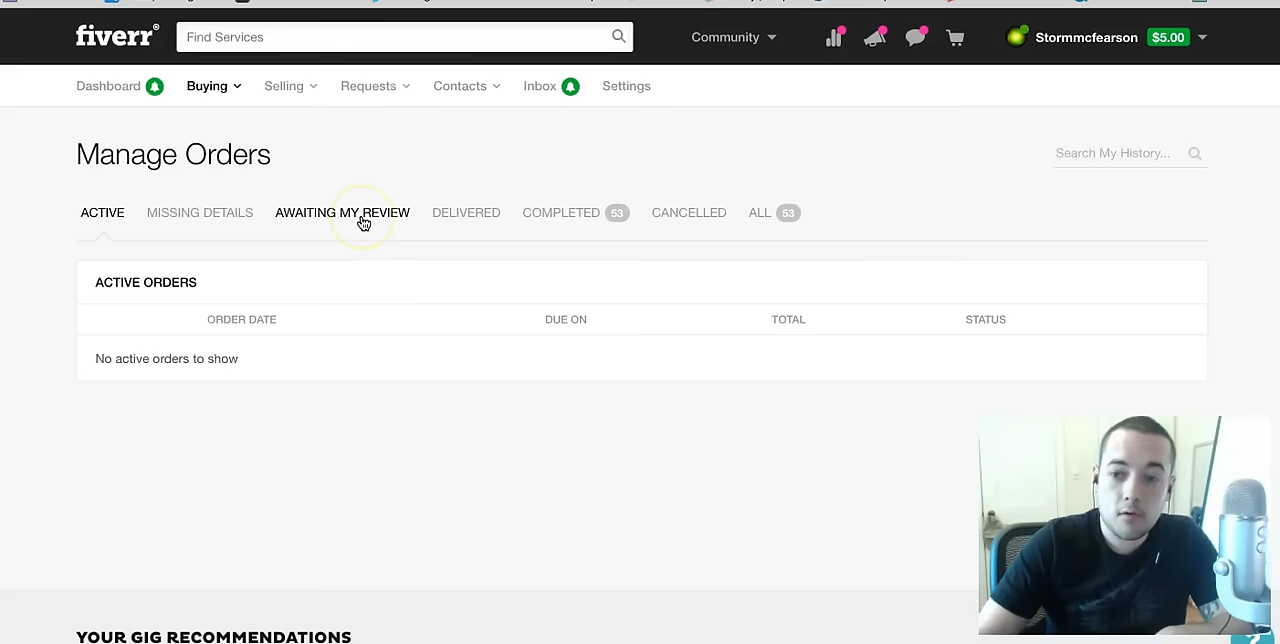 fiverr®
Find Services
Community
Stormmcfearson $5.00
Dashboard Buying Selling Requests Contacts Inbox Settings
Manage Orders
Search My History...
ACTIVE MISSING DETAILS AWAITING MY REVIEW DELIVERED COMPLETED 53 CANCELLED ALL 53
ACTIVE ORDERS
ORDER DATE DUE ON TOTAL STATUS
No active orders to show
YOUR GIG RECOMMENDATIONS
?